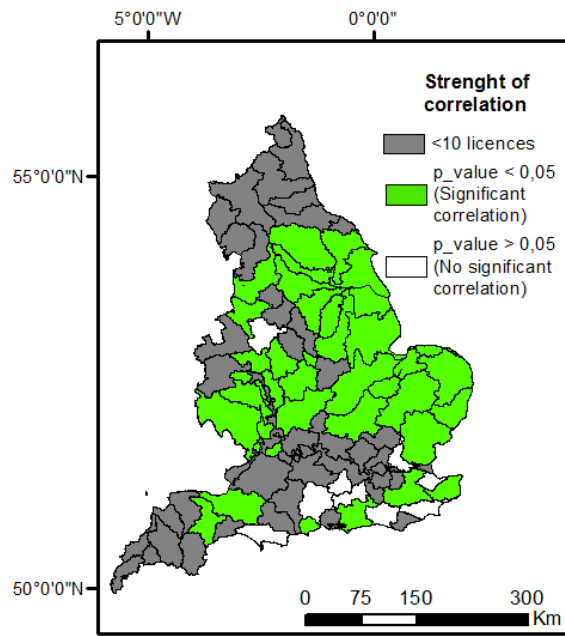 5°0'0"W 0°0'0"
Strenght of
correlation
<10 licences
p_value < 0,05
(Significant
correlation)
p_value > 0,05
(No significant
correlation)
55°0'0"N
50°0'0"N
0 75 150 300
Km